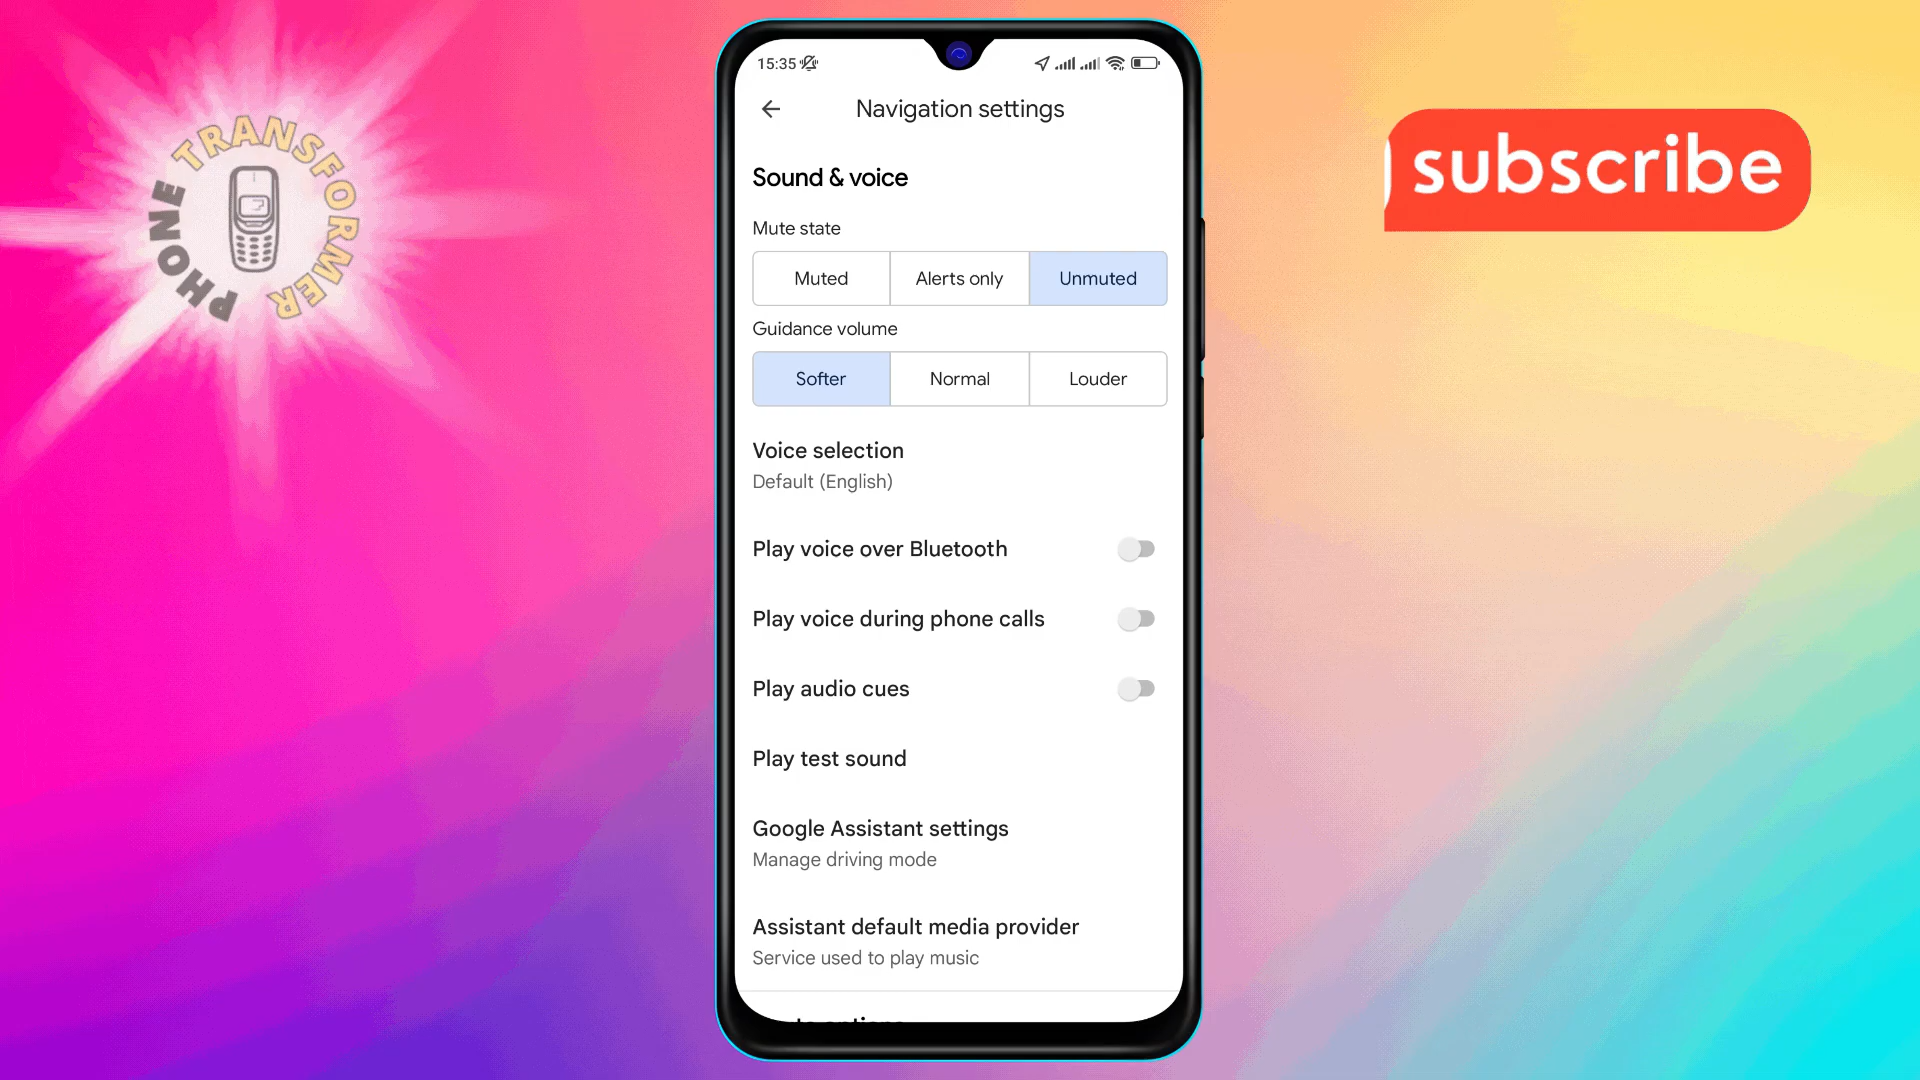 PHONE TRANSFORMER
subscribe
15:35
Navigation settings
Sound & voice
Mute state
Muted
Alerts only
Unmuted
Guidance volume
Softer
Normal
Louder
Voice selection
Default (English)
Play voice over Bluetooth
Play voice during phone calls
Play audio cues
Play test sound
Google Assistant settings
Manage driving mode
Assistant default media provider
Service used to play music